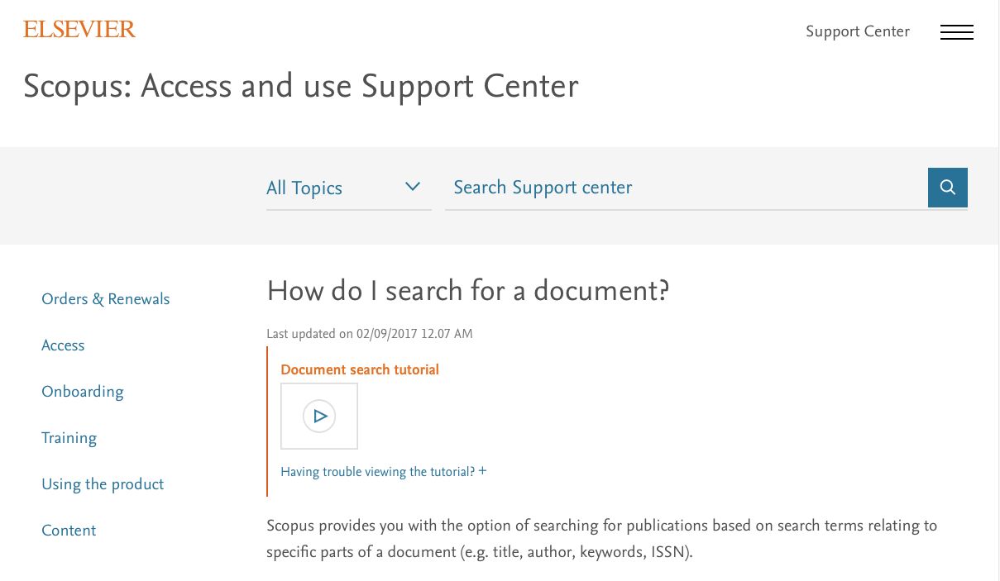 ELSEVIER
Support Center
Scopus: Access and use Support Center
All Topics
Search Support center
Orders & Renewals
Access
Onboarding
Training
Using the product
Content
How do I search for a document?
Last updated on 02/09/2017 12.07 AM
Document search tutorial
Having trouble viewing the tutorial? +
Scopus provides you with the option of searching for publications based on search terms relating to
specific parts of a document (e.g. title, author, keywords, ISSN).